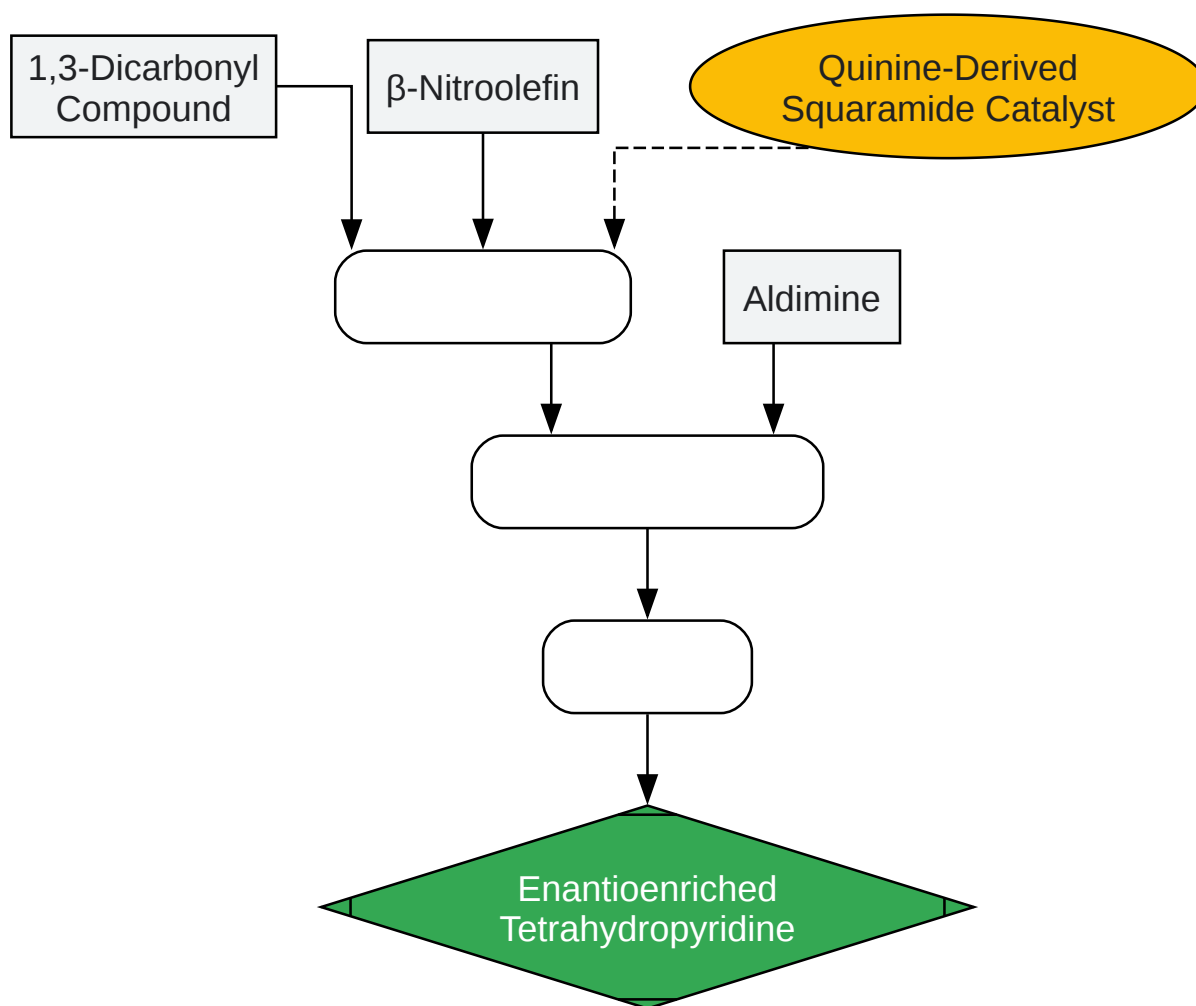 1,3-Dicarbonyl
Compound
β-Nitroolefin
Quinine-Derived
Squaramide Catalyst
Aldimine
Enantioenriched
Tetrahydropyridine